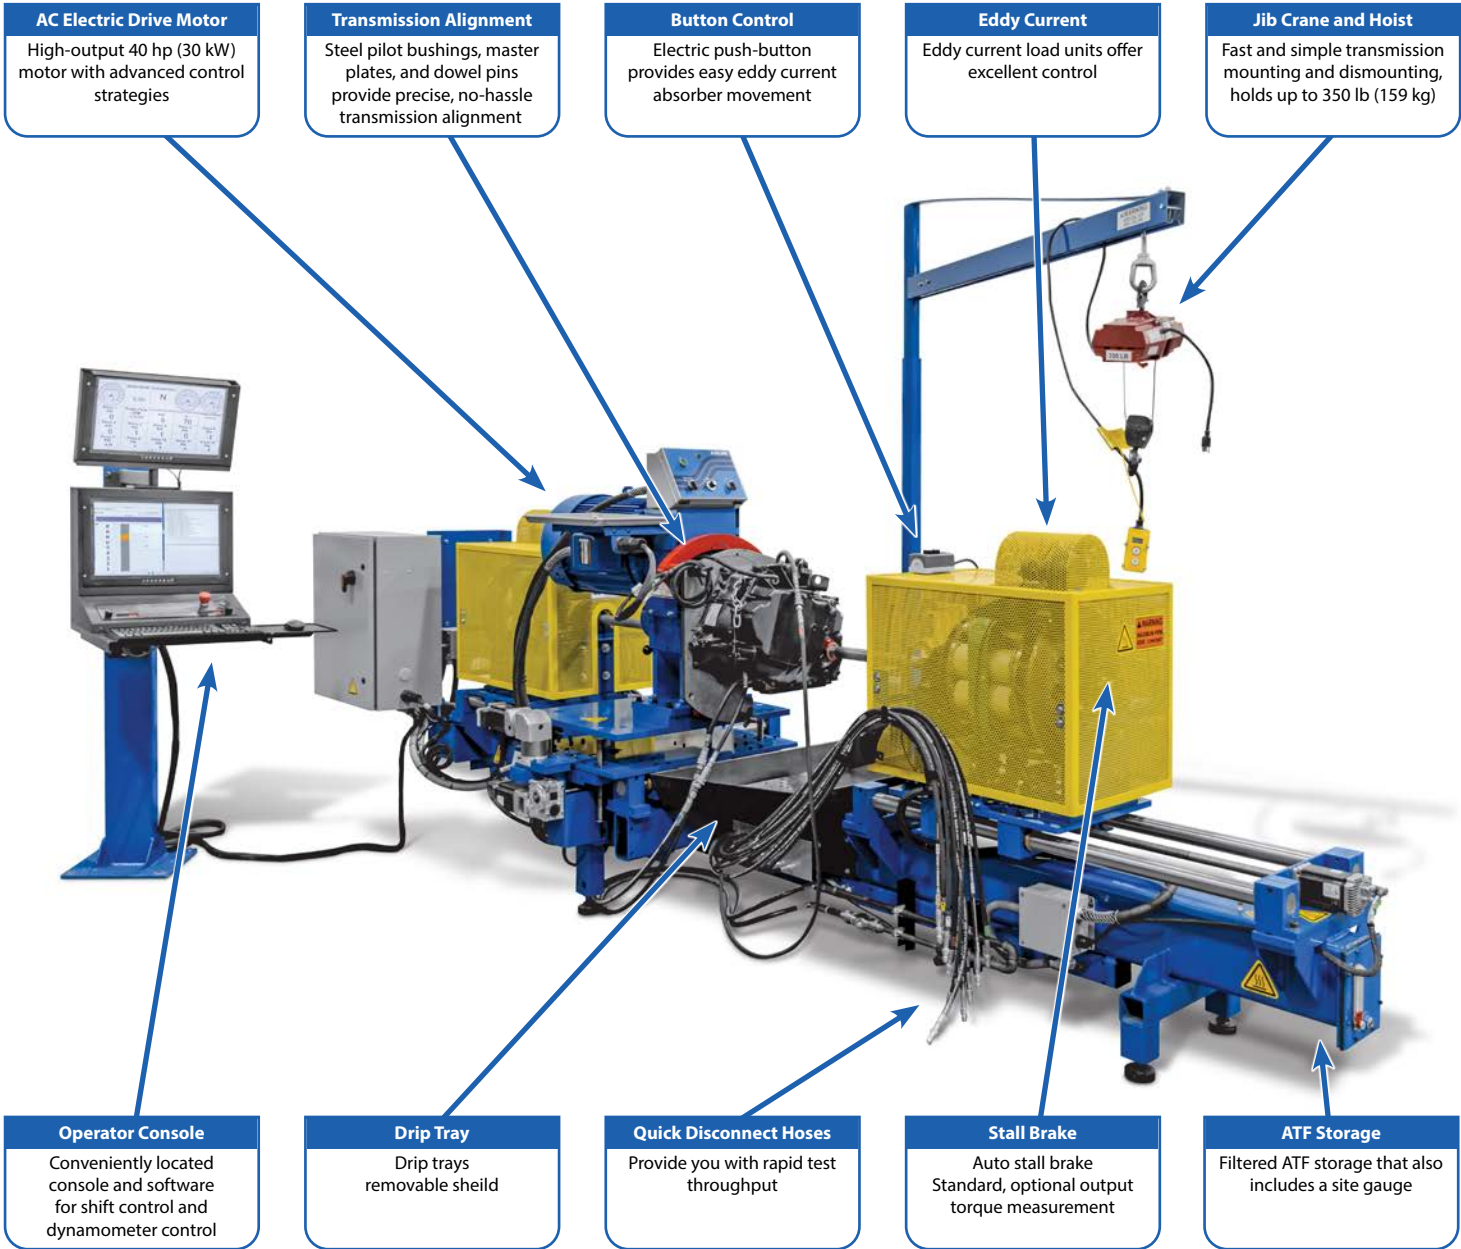 AC Electric Drive Motor
High-output 40 hp (30 kW)
motor with advanced control
strategies
Transmission Alignment
Steel pilot bushings, master
plates, and dowel pins
provide precise, no-hassle
transmission alignment
Button Control
Electric push-button
provides easy eddy current
absorber movement
Eddy Current
Eddy current load units offer
excellent control
Jib Crane and Hoist
Fast and simple transmission
mounting and dismounting,
holds up to 350 lb (159 kg)
N
WARNING
Operator Console
Conveniently located
console and software
for shift control and
dynamometer control
Drip Tray
Drip trays
removable sheild
Quick Disconnect Hoses
Provide you with rapid test
throughput
Stall Brake
Auto stall brake
Standard, optional output
torque measurement
ATF Storage
Filtered ATF storage that also
includes a site gauge